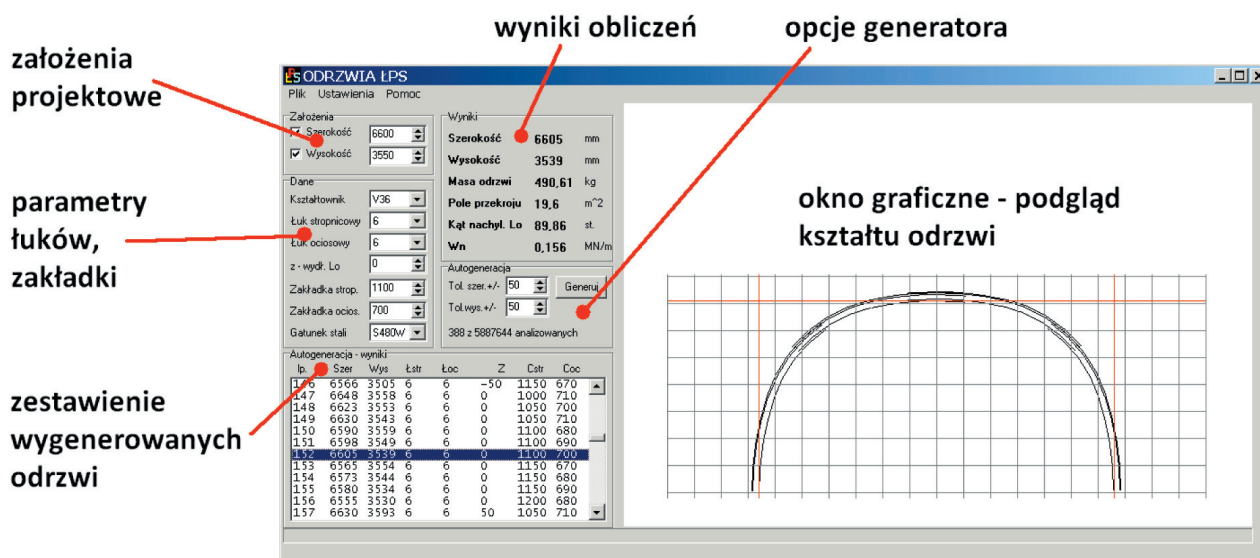 wyniki obliczeń
opcje generatora
założenia
projektowe
parametry
łuków,
zakładki
zestawienie
wygenerowanych
odrzwi
okno graficzne - podgląd
kształtu odrzwi
ŁPS ODRZWIA ŁPS
Plik Ustawienia Pomoc
Założenia
Szerokość 6600
Wysokość 3550
Dane
Kształtownik V36
Łuk stropnicowy 6
Łuk ociosowy 6
z - wydł. Lo 0
Zakładka strop. 1100
Zakładka ocios. 700
Gatunek stali S480W
Wyniki
Szerokość 6605 mm
Wysokość 3539 mm
Masa odrzwi 490,61 kg
Pole przekroju 19,6 m^2
Kąt nachyl. Lo 89,86 st.
Wn 0,156 MN/m
Autogeneracja
Tol. szer.+/- 50 Generuj
Tol.wys.+/- 50
388 z 5887644 analizowanych
Autogeneracja - wyniki
lp. Szer Wys Łstr Łoc Z Cstr Coc
146 6566 3505 6 6 -50 1150 670
147 6648 3558 6 6 0 1000 710
148 6623 3553 6 6 0 1050 700
149 6630 3543 6 6 0 1050 710
150 6590 3559 6 6 0 1100 680
151 6598 3549 6 6 0 1100 690
152 6605 3539 6 6 0 1100 700
153 6565 3554 6 6 0 1150 670
154 6573 3544 6 6 0 1150 680
155 6580 3534 6 6 0 1150 690
156 6555 3530 6 6 0 1200 680
157 6630 3593 6 6 50 1050 710